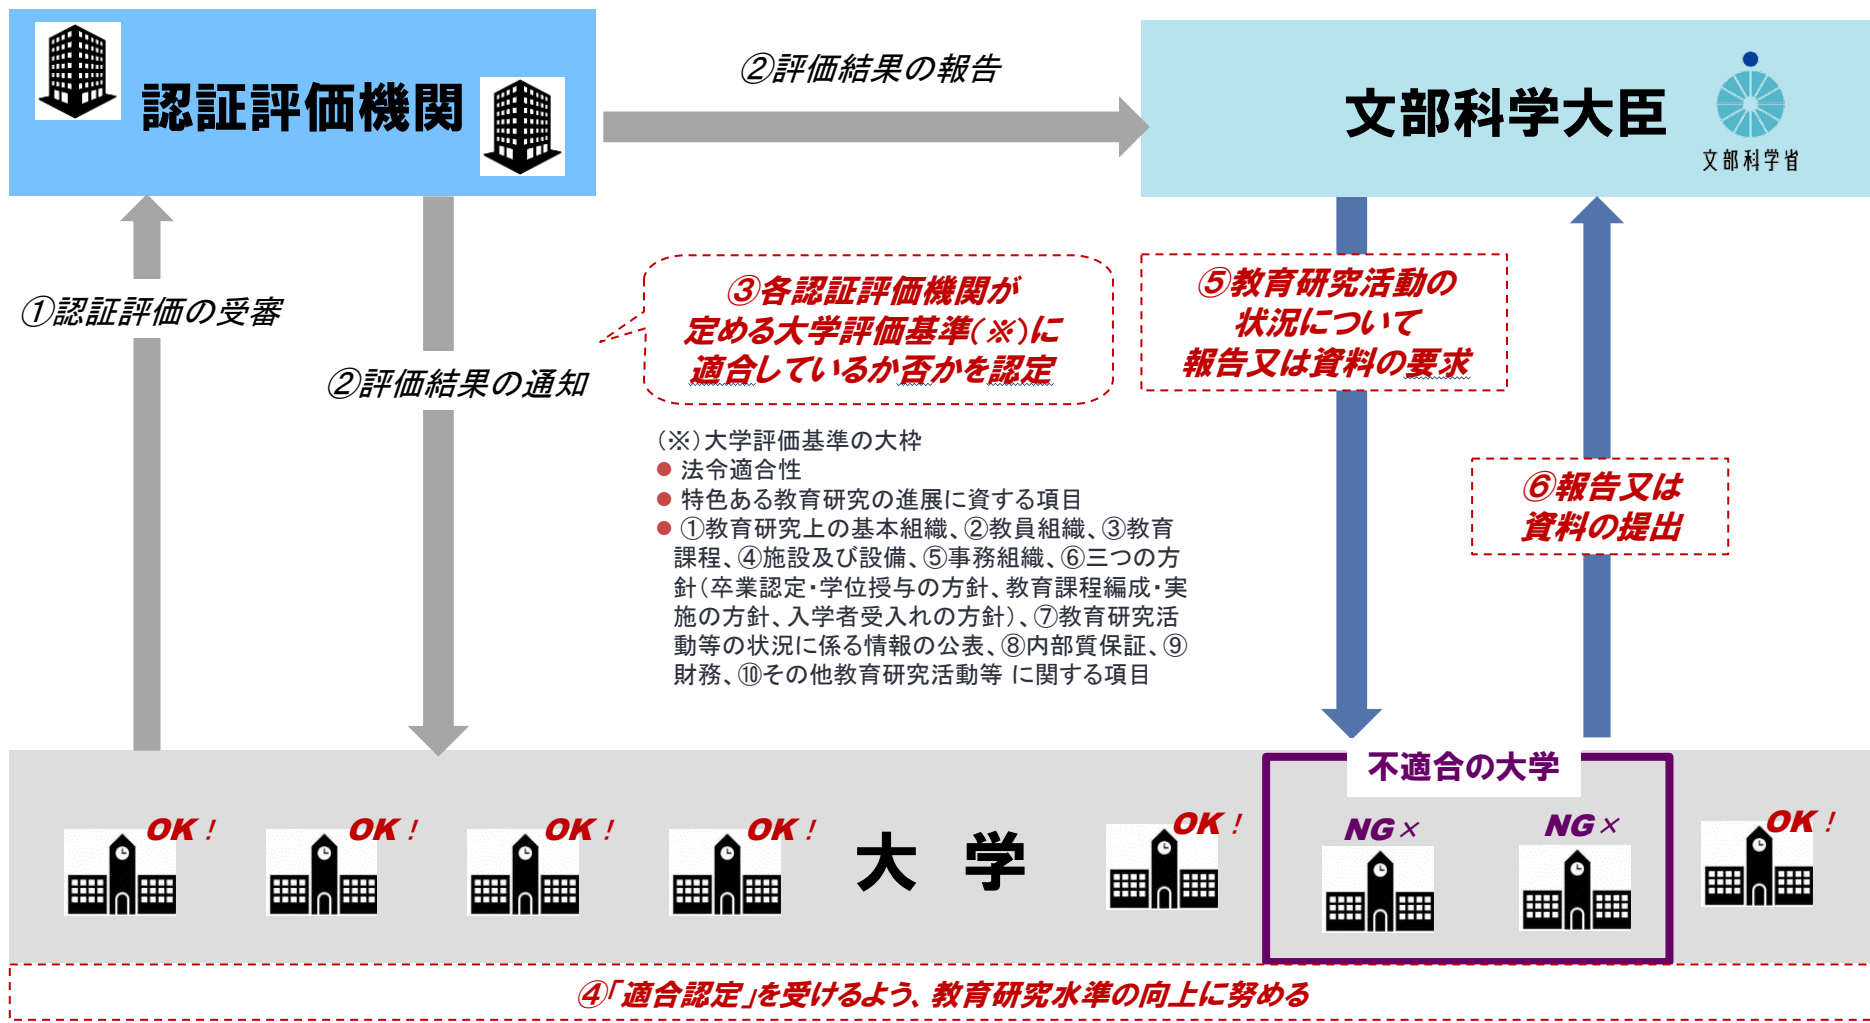 認証評価機関
②評価結果の報告
文部科学大臣
文部科学省
①認証評価の受審
②評価結果の通知
③各認証評価機関が
定める大学評価基準(※)に
適合しているか否かを認定
⑤教育研究活動の
状況について
報告又は資料の要求
⑥報告又は
資料の提出
(※)大学評価基準の大枠
● 法令適合性
● 特色ある教育研究の進展に資する項目
● ①教育研究上の基本組織、②教員組織、③教育
課程、④施設及び設備、⑤事務組織、⑥三つの方
針(卒業認定・学位授与の方針、教育課程編成・実
施の方針、入学者受入れの方針)、⑦教育研究活
動等の状況に係る情報の公表、⑧内部質保証、⑨
財務、⑩その他教育研究活動等 に関する項目
不適合の大学
OK!
OK!
OK!
OK!
大 学
OK!
NG×
NG×
OK!
④「適合認定」を受けるよう、教育研究水準の向上に努める